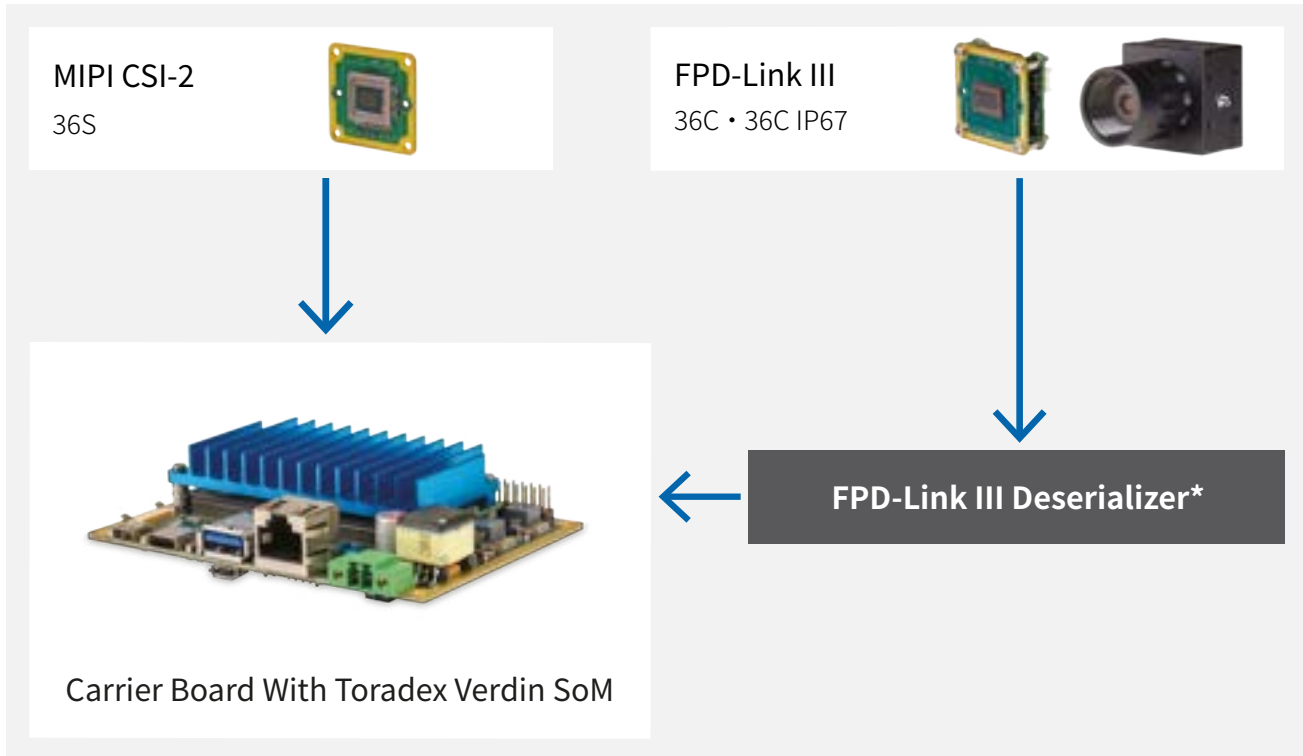 MIPI CSI-2
36S
FPD-Link III
36C • 36C IP67
FPD-Link III Deserializer*
Carrier Board With Toradex Verdin SoM